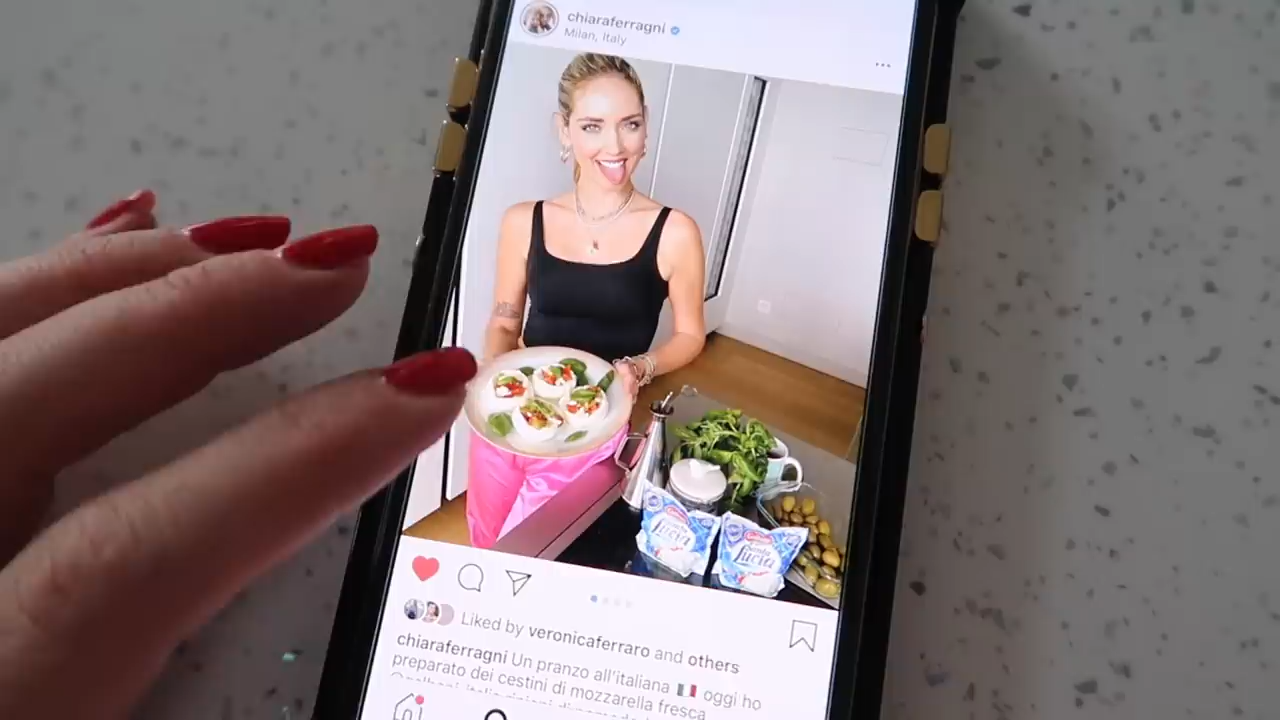 chiaraferragni
Milan, Italy
Santa
Lucia
Santa
Lucia
Liked by veronicaferraro and others
chiaraferragni Un pranzo all'italiana 🇮🇹 oggi ho
preparato dei cestini di mozzarella fresca